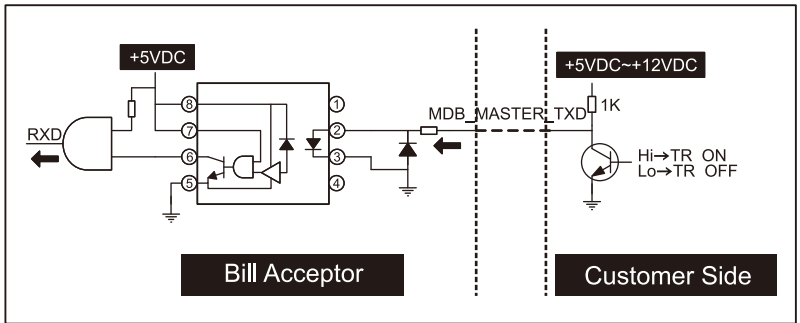 +5VDC
RXD
8
7
6
5
1
2
3
4
MDB_MASTER_TXD
+5VDC~+12VDC
1K
Hi→TR ON
Lo→TR OFF
Bill Acceptor
Customer Side